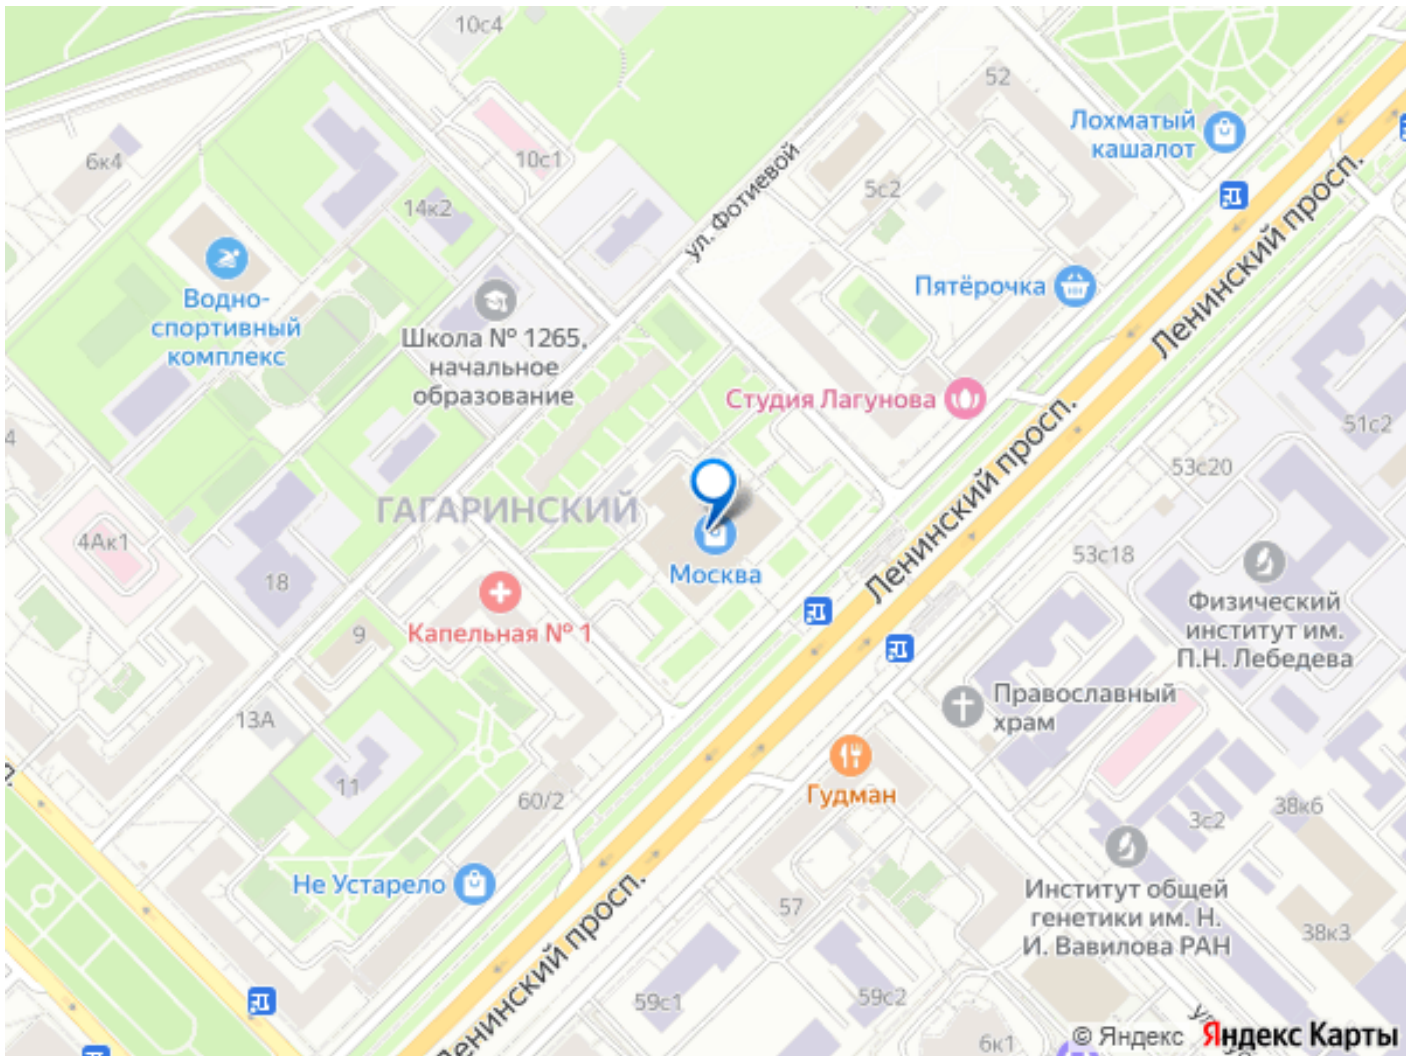 10с4
52
Лохматый
кашалот
6к4
10с1
ул. Фотиевой
5с2
14к2
Ленинский просп.
Водно-
спортивный
комплекс
Пятёрочка
Школа № 1265,
начальное
образование
Студия Лагунова
51с2
4
53с20
Ленинский просп.
ГАГАРИНСКИЙ
4Ак1
Москва
53с18
18
Физический
институт им.
П.Н. Лебедева
Капельная № 1
9
Православный
храм
13А
11
60/2
Гудман
38к6
3с2
Не Устарело
Институт общей
генетики им. Н.
И. Вавилова РАН
57
38к3
Ленинский просп.
59с1
59с2
6к1
© Яндекс Яндекс Карты